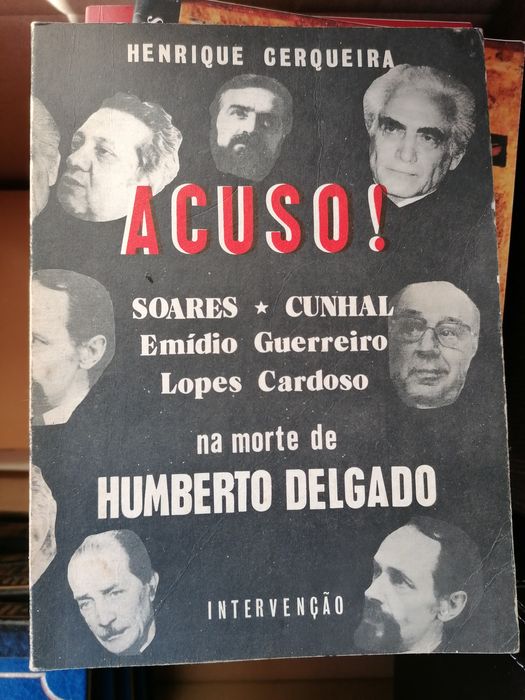 HENRIQUE CERQUEIRA
ACUSO!
SOARES ★ CUNHAL
Emídio Guerreiro
Lopes Cardoso
na morte de
HUMBERTO DELGADO
INTERVENÇÃO